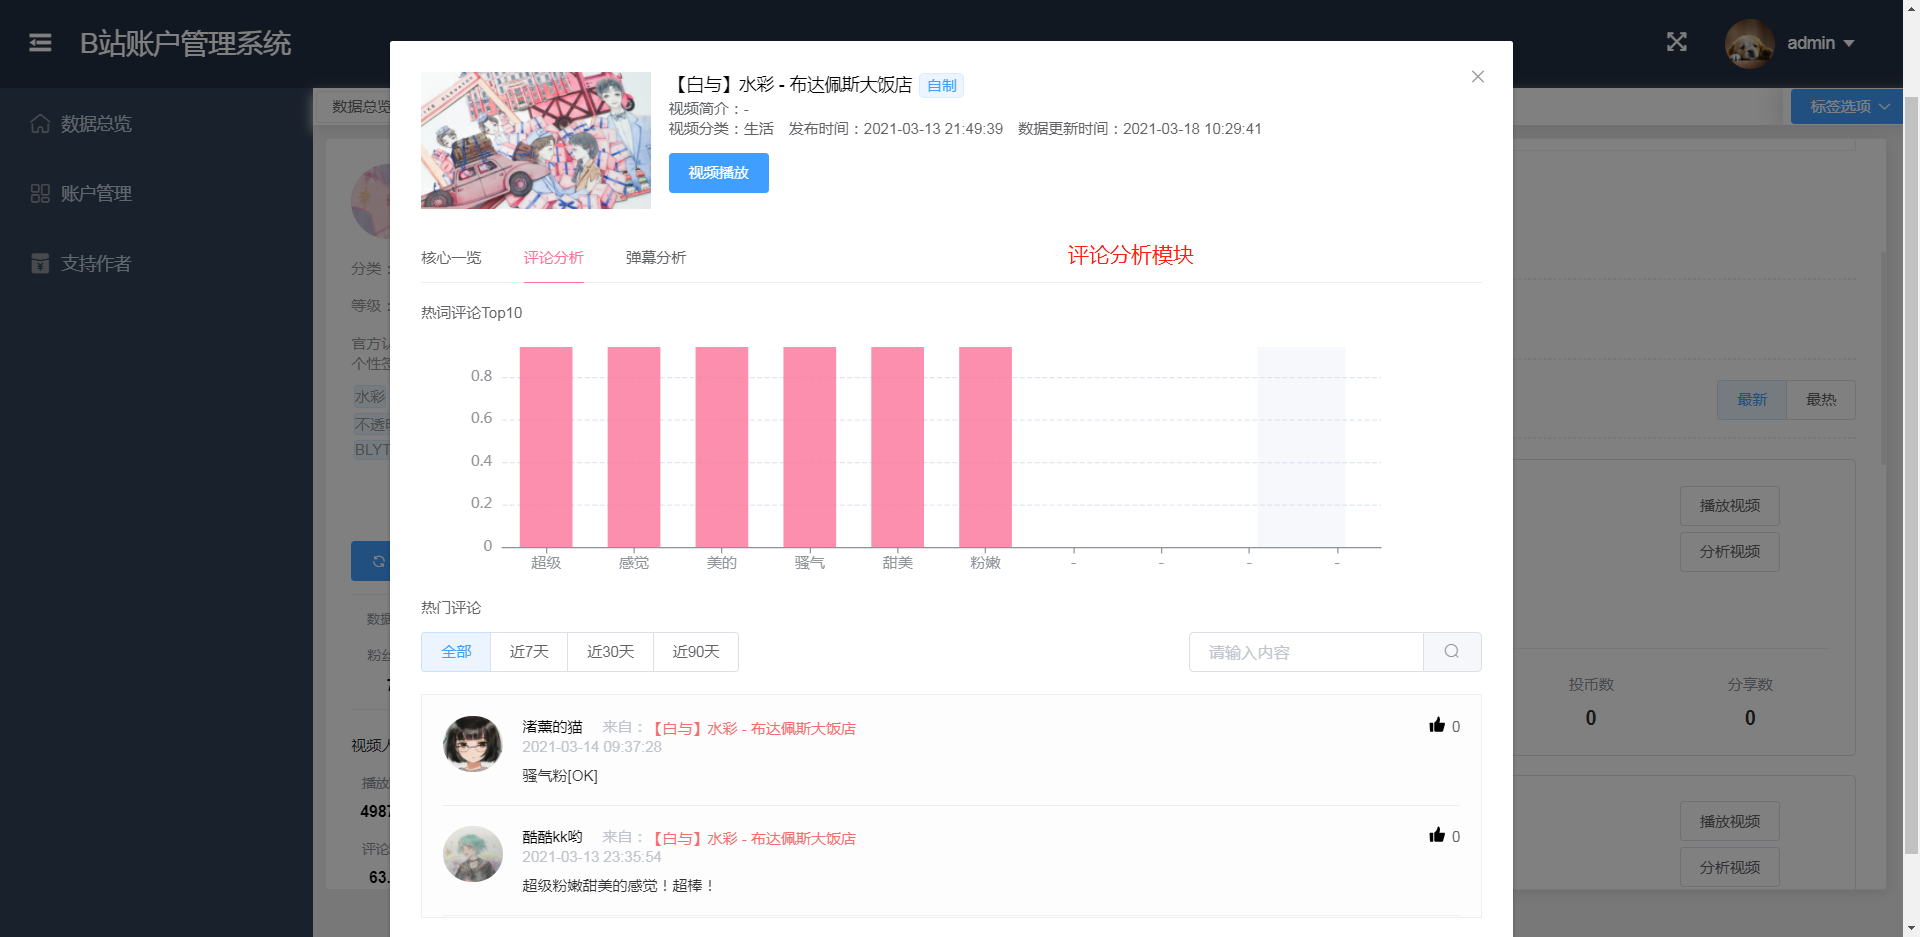 B站账户管理系统
admin
数据总览
账户管理
支持作者
数据总览
标签选项
分类：
等级：
官方认
个性签
水彩
不透明
BLYT
数据
粉丝
视频人
播放
4987
评论
63.
【白与】水彩 - 布达佩斯大饭店 自制
视频简介：-
视频分类：生活 发布时间：2021-03-13 21:49:39 数据更新时间：2021-03-18 10:29:41
视频播放
核心一览 评论分析 弹幕分析
评论分析模块
热词评论Top10
0.8
0.6
0.4
0.2
0
超级 感觉 美的 骚气 甜美 粉嫩 - - - -
热门评论
全部 近7天 近30天 近90天
请输入内容
渚薰的猫 来自：【白与】水彩 - 布达佩斯大饭店
0
2021-03-14 09:37:28
骚气粉[OK]
酷酷kk哟 来自：【白与】水彩 - 布达佩斯大饭店
0
2021-03-13 23:35:54
超级粉嫩甜美的感觉！超棒！
最新 最热
播放视频
分析视频
投币数 分享数
0 0
播放视频
分析视频